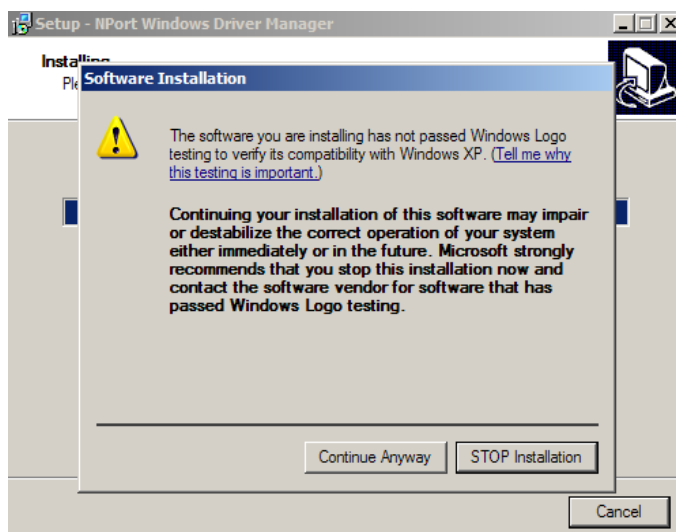 Setup - NPort Windows Driver Manager
Installing
Ple
Software Installation
The software you are installing has not passed Windows Logo
testing to verify its compatibility with Windows XP. (Tell me why
this testing is important.)
Continuing your installation of this software may impair
or destabilize the correct operation of your system
either immediately or in the future. Microsoft strongly
recommends that you stop this installation now and
contact the software vendor for software that has
passed Windows Logo testing.
Continue Anyway
STOP Installation
Cancel